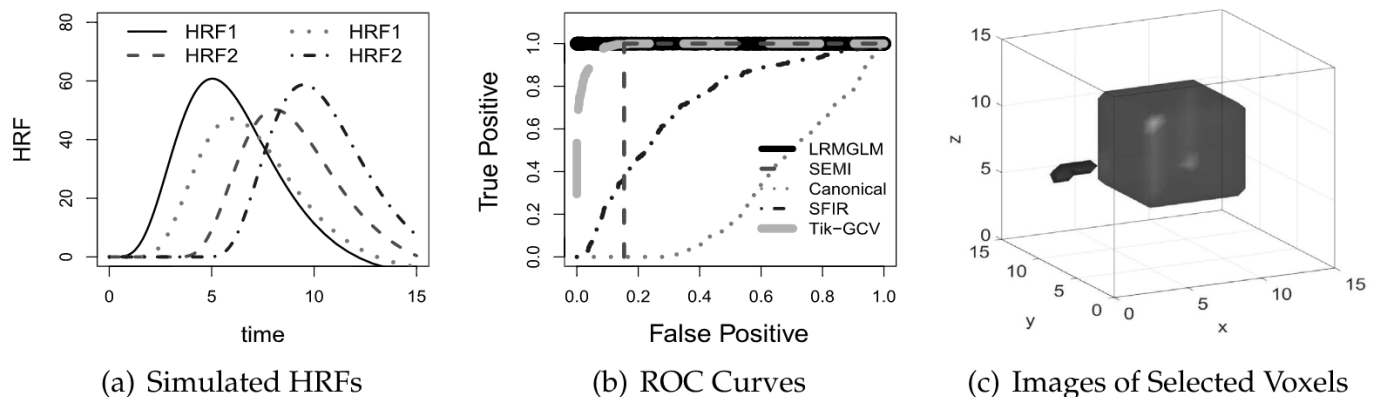 80
60
40
20
0
HRF
HRF1
HRF2
HRF1
HRF2
0 5 10 15
time
(a) Simulated HRFs
1.0
0.8
0.6
0.4
0.2
0.0
True Positive
LRMGLM
SEMI
Canonical
SFIR
Tik-GCV
0.0 0.2 0.4 0.6 0.8 1.0
False Positive
(b) ROC Curves
15
10
5
0
z
15
10
5
0
y
0
5
10
15
x
(c) Images of Selected Voxels